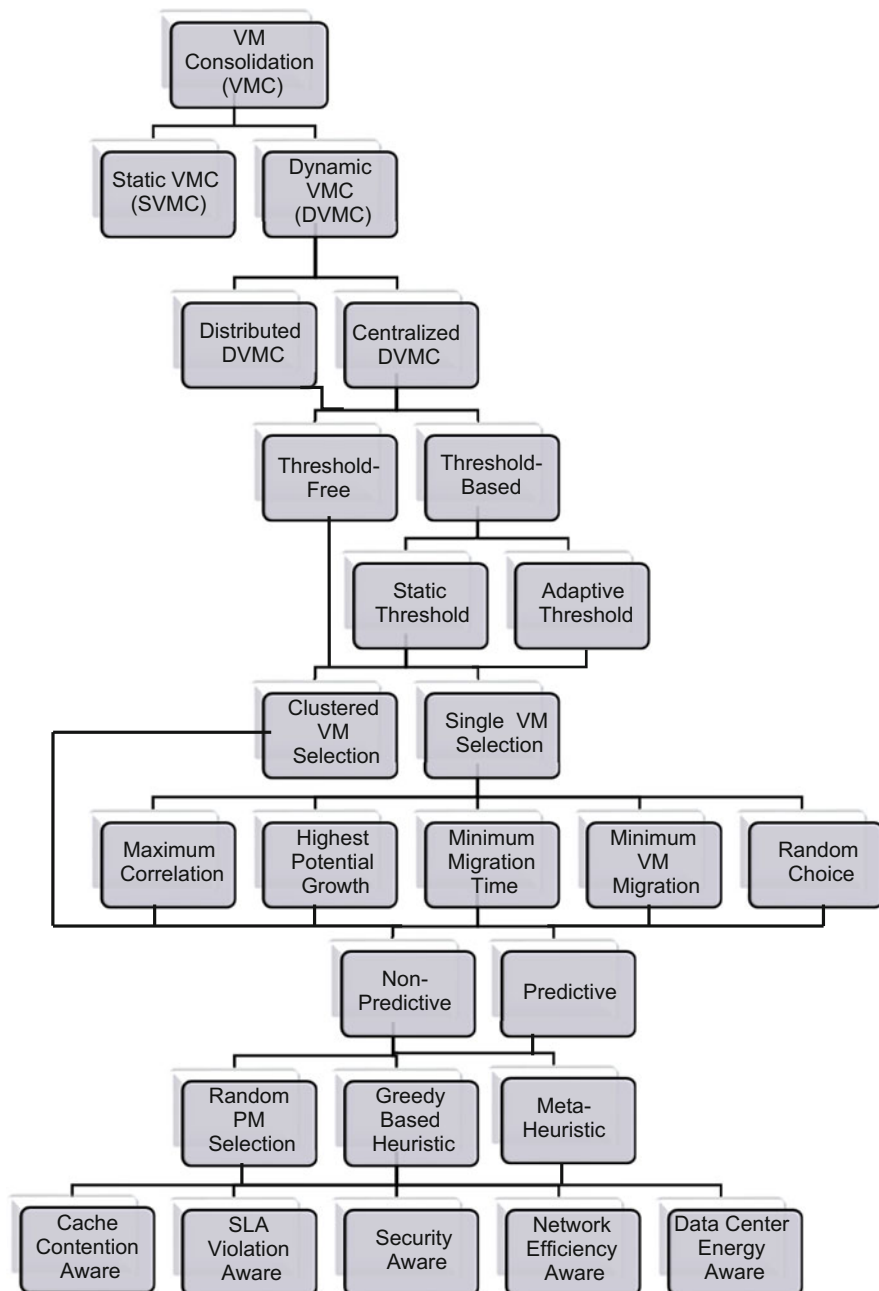 VM
Consolidation
(VMC)
Static VMC
(SVMC)
Dynamic
VMC
(DVMC)
Distributed
DVMC
Centralized
DVMC
Threshold-
Free
Threshold-
Based
Static
Threshold
Adaptive
Threshold
Clustered
VM
Selection
Single VM
Selection
Maximum
Correlation
Highest
Potential
Growth
Minimum
Migration
Time
Minimum
VM
Migration
Random
Choice
Non-
Predictive
Predictive
Random
PM
Selection
Greedy
Based
Heuristic
Meta-
Heuristic
Cache
Contention
Aware
SLA
Violation
Aware
Security
Aware
Network
Efficiency
Aware
Data Center
Energy
Aware